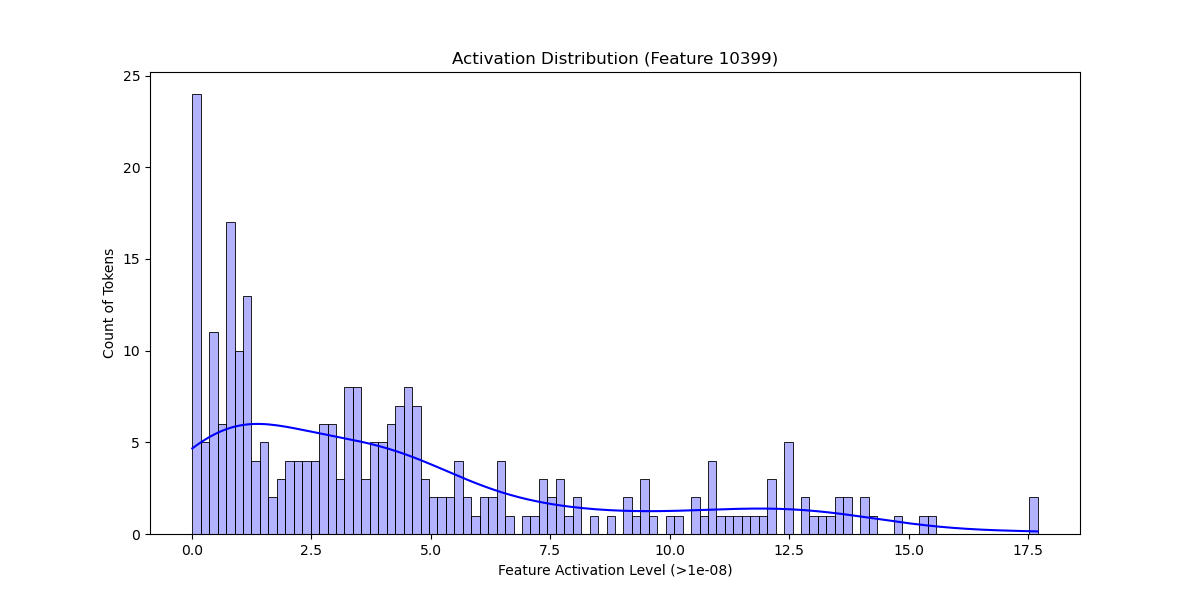 Activation Distribution (Feature 10399)
25
20
15
10
5
0
Count of Tokens
0.0 2.5 5.0 7.5 10.0 12.5 15.0 17.5
Feature Activation Level (>1e-08)